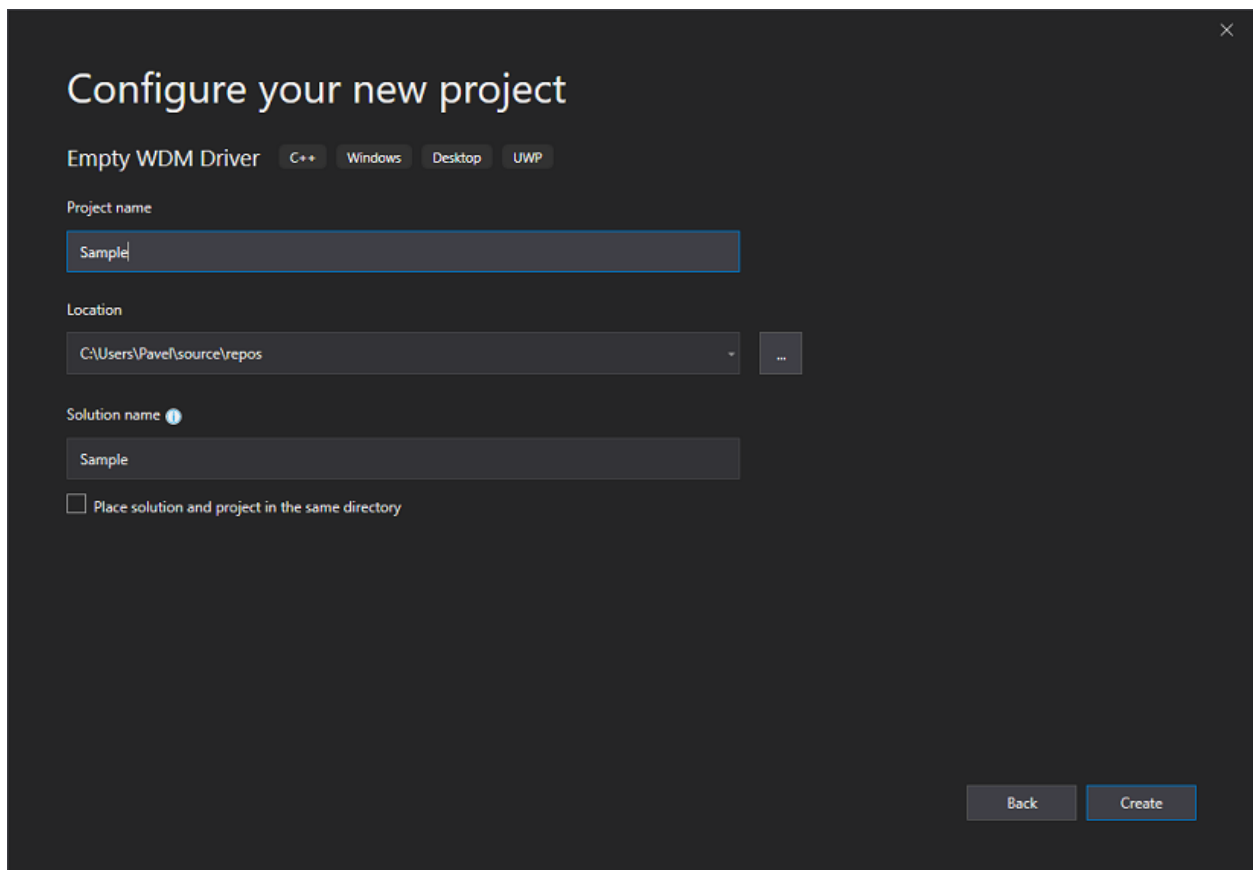 Configure your new project
Empty WDM Driver C++ Windows Desktop UWP
Project name
Sample
Location
C:\Users\Pavel\source\repos
...
Solution name
Sample
Place solution and project in the same directory
Back Create